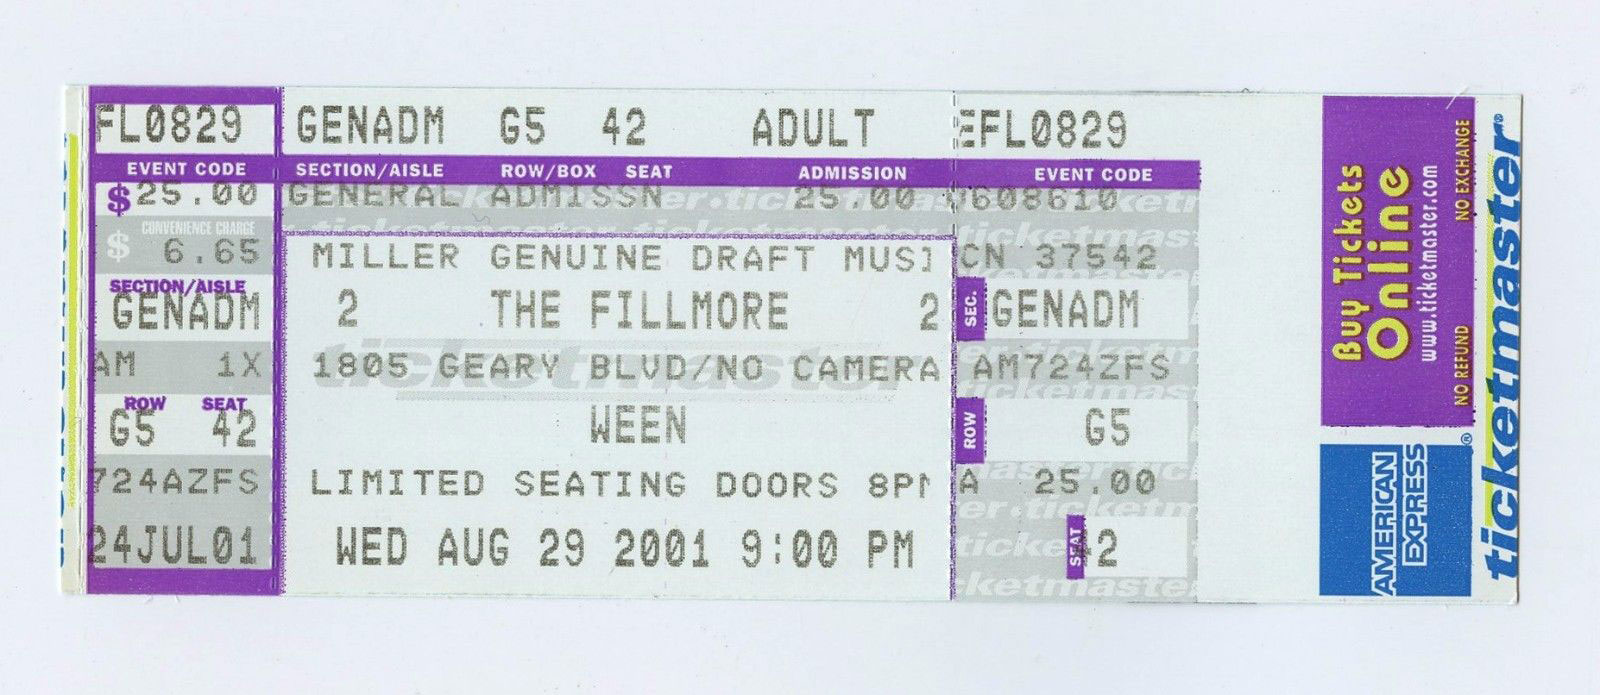 FL0829
EVENT CODE
$ 25.00
CONVENIENCE CHARGE
$ 6.65
SECTION/AISLE
GENADM
AM 1X
ROW SEAT
G5 42
724AZFS
24JUL01
GENADM G5 42 ADULT
SECTION/AISLE ROW/BOX SEAT ADMISSION
GENERAL ADMISSN 25.00
MILLER GENUINE DRAFT MUSI
2 THE FILLMORE 2
1805 GEARY BLVD/NO CAMERA
WEEN
LIMITED SEATING DOORS 8PM
WED AUG 29 2001 9:00 PM
EFL0829
EVENT CODE
0608610
CN 37542
SEC. GENADM
AM724ZFS
ROW G5
A 25.00
SEAT 42
Buy Tickets
Online
www.ticketmaster.com
NO REFUND NO EXCHANGE
AMERICAN
EXPRESS®
ticketmaster®